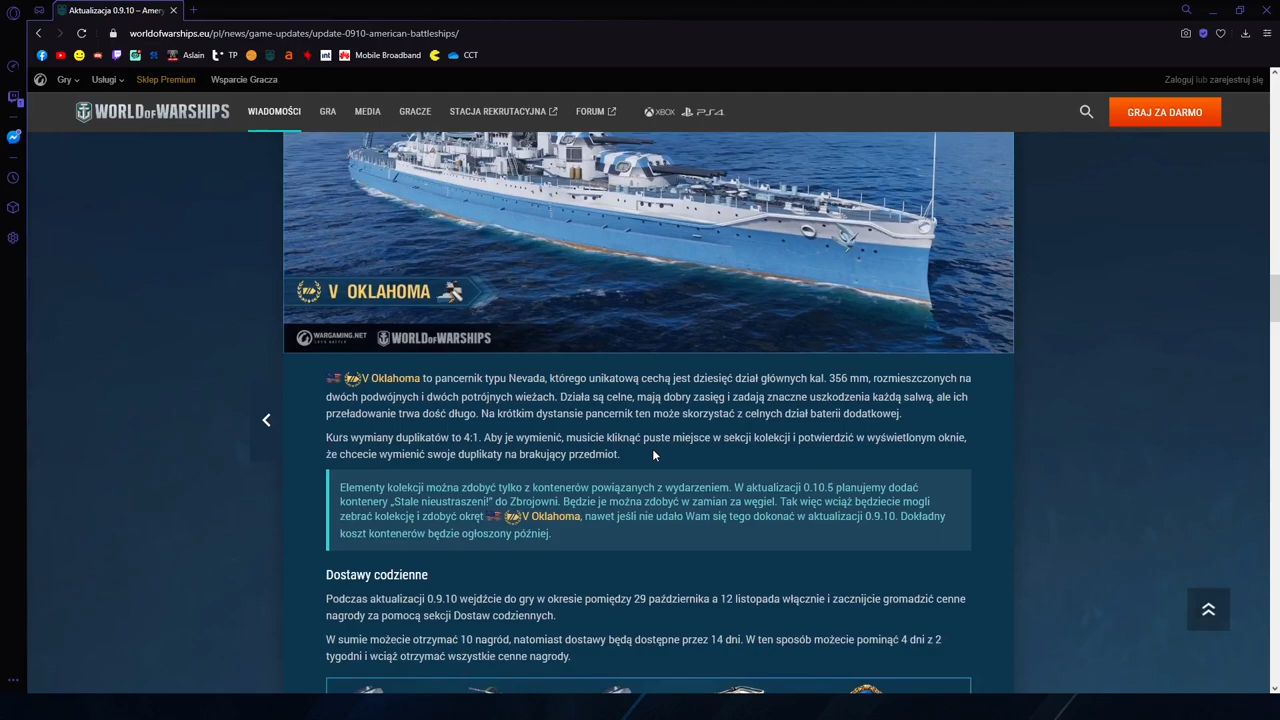 Aktualizacja 0.9.10 – Amery
worldofwarships.eu/pl/news/game-updates/update-0910-american-battleships/
Aslain
TP
int
Mobile Broadband
CCT
Gry
Usługi
Sklep Premium
Wsparcie Gracza
Zaloguj lub zarejestruj się
WORLD OF WARSHIPS
WIADOMOŚCI
GRA
MEDIA
GRACZE
STACJA REKRUTACYJNA
FORUM
XBOX
PS4
GRAJ ZA DARMO
V OKLAHOMA
WARGAMING.NET
LET'S BATTLE
WORLD OF WARSHIPS
V Oklahoma to pancernik typu Nevada, którego unikatową cechą jest dziesięć dział głównych kal. 356 mm, rozmieszczonych na
dwóch podwójnych i dwóch potrójnych wieżach. Działa są celne, mają dobry zasięg i zadają znaczne uszkodzenia każdą salwą, ale ich
przeładowanie trwa dość długo. Na krótkim dystansie pancernik ten może skorzystać z celnych dział baterii dodatkowej.
Kurs wymiany duplikatów to 4:1. Aby je wymienić, musicie kliknąć puste miejsce w sekcji kolekcji i potwierdzić w wyświetlonym oknie,
że chcecie wymienić swoje duplikaty na brakujący przedmiot.
Elementy kolekcji można zdobyć tylko z kontenerów powiązanych z wydarzeniem. W aktualizacji 0.10.5 planujemy dodać
kontenery „Stale nieustraszeni!” do Zbrojowni. Będzie je można zdobyć w zamian za węgiel. Tak więc wciąż będziecie mogli
zebrać kolekcję i zdobyć okręt V Oklahoma, nawet jeśli nie udało Wam się tego dokonać w aktualizacji 0.9.10. Dokładny
koszt kontenerów będzie ogłoszony później.
Dostawy codzienne
Podczas aktualizacji 0.9.10 wejdźcie do gry w okresie pomiędzy 29 października a 12 listopada włącznie i zacznijcie gromadzić cenne
nagrody za pomocą sekcji Dostaw codziennych.
W sumie możecie otrzymać 10 nagród, natomiast dostawy będą dostępne przez 14 dni. W ten sposób możecie pominąć 4 dni z 2
tygodni i wciąż otrzymać wszystkie cenne nagrody.